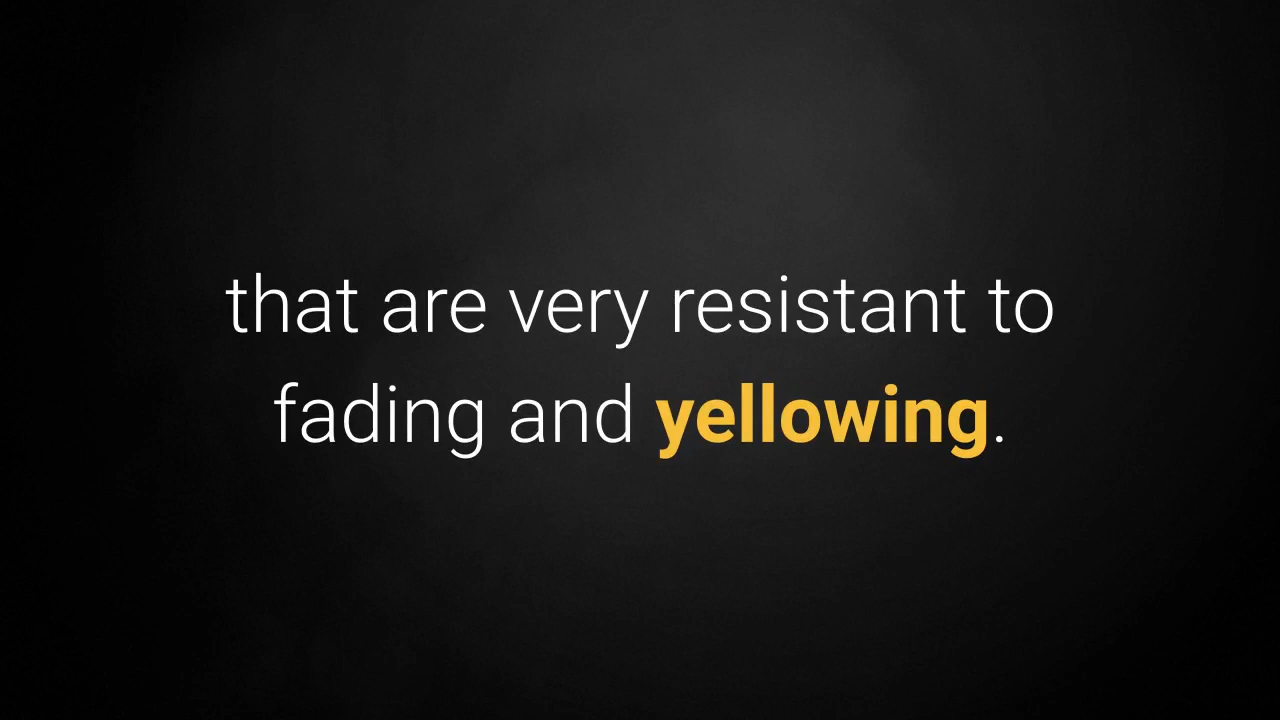 that are very resistant to
fading and yellowing.